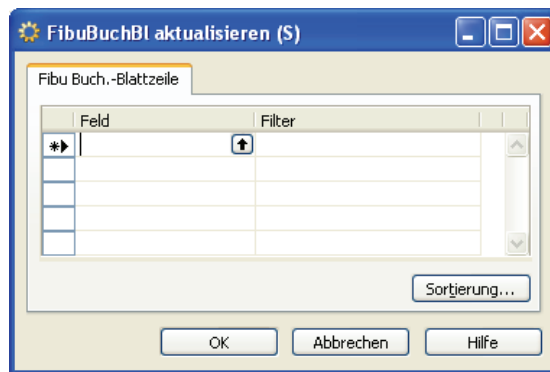 FibuBuchBl aktualisieren (S)
Fibu Buch.-Blattzeile
Feld Filter
Sortierung...
OK Abbrechen Hilfe